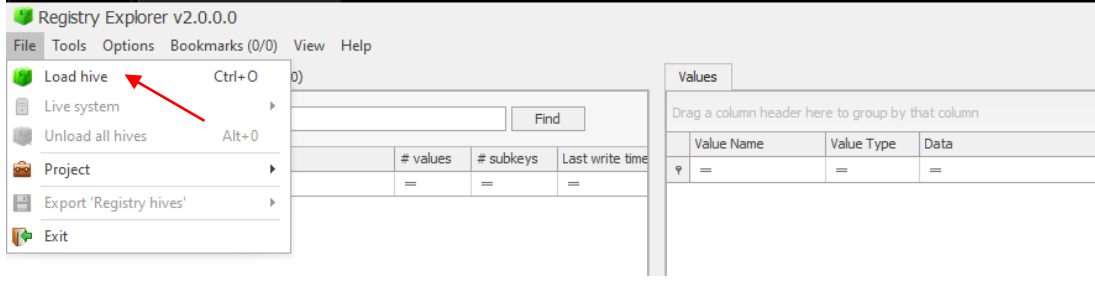 Registry Explorer v2.0.0.0
File Tools Options Bookmarks (0/0) View Help
Load hive Ctrl+O
0)
Values
Live system
Find
Drag a column header here to group by that column
Unload all hives Alt+0
Value Name Value Type Data
# values # subkeys Last write time
Project
= = =
= = =
Export 'Registry hives'
Exit